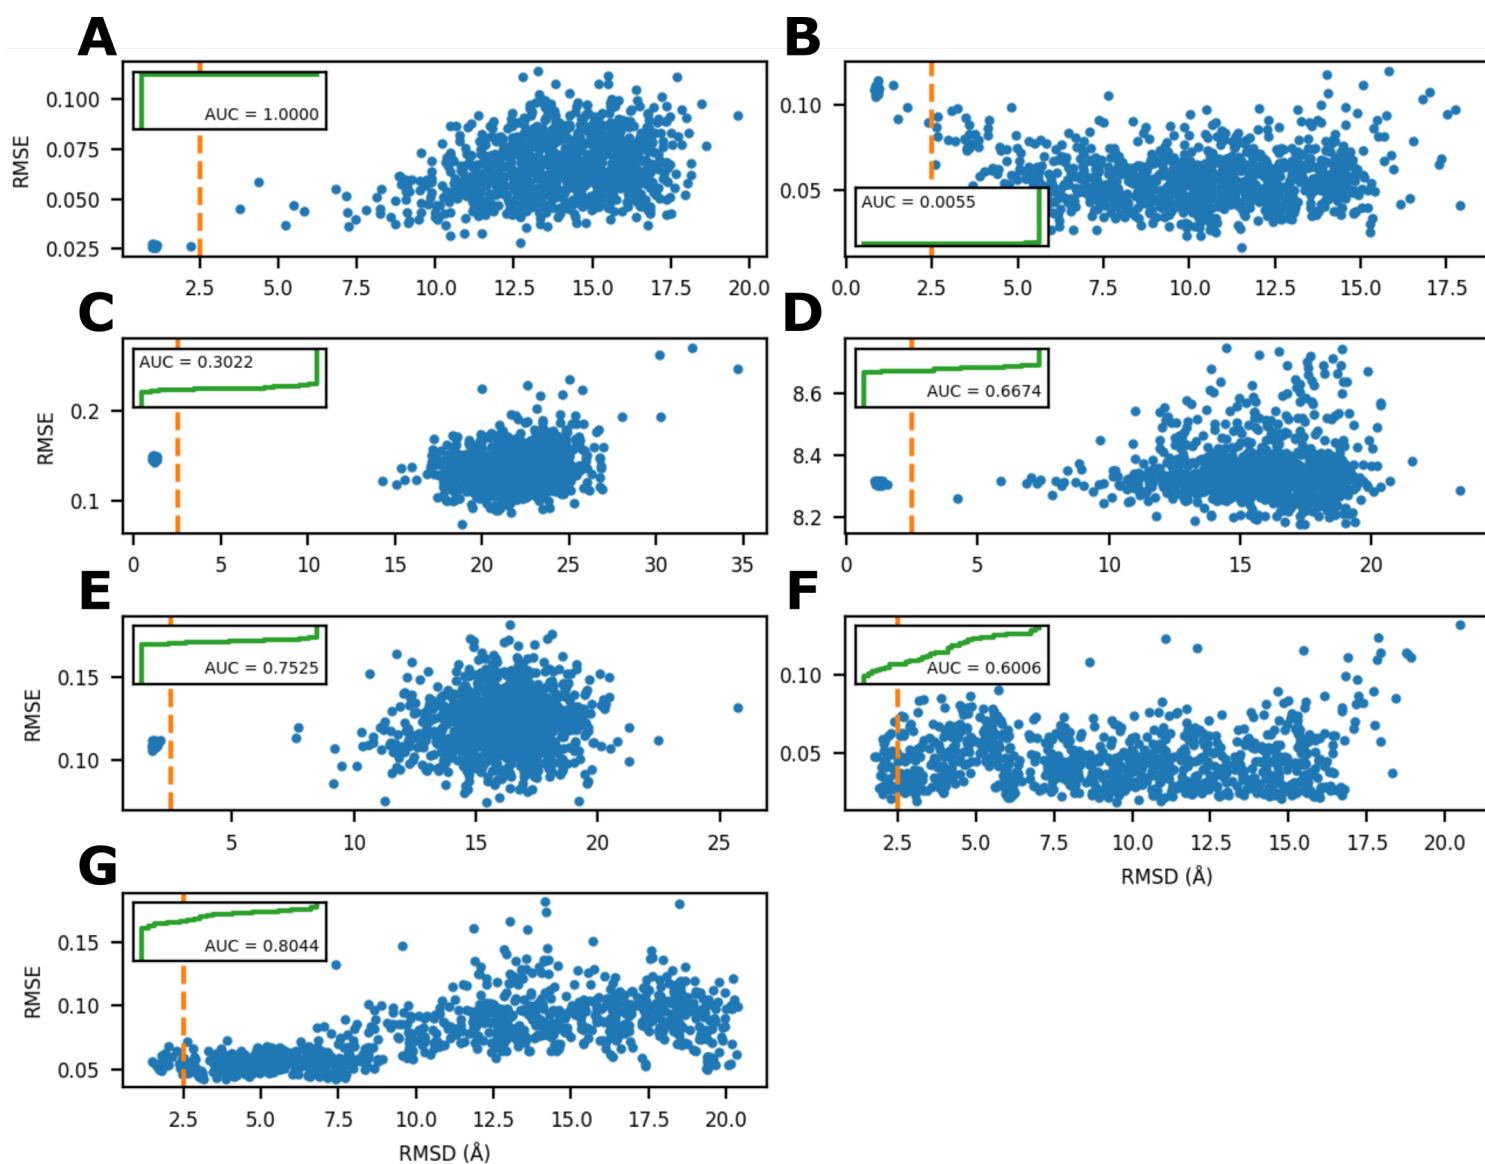 A
B
0.100
0.075
0.050
0.025
RMSE
AUC = 1.0000
2.5 5.0 7.5 10.0 12.5 15.0 17.5 20.0
0.10
0.05
AUC = 0.0055
0.0 2.5 5.0 7.5 10.0 12.5 15.0 17.5
C
D
0.2
0.1
RMSE
AUC = 0.3022
0 5 10 15 20 25 30 35
8.6
8.4
8.2
AUC = 0.6674
0 5 10 15 20
E
F
0.15
0.10
RMSE
AUC = 0.7525
5 10 15 20 25
0.10
0.05
AUC = 0.6006
2.5 5.0 7.5 10.0 12.5 15.0 17.5 20.0
RMSD (Å)
G
0.15
0.10
0.05
RMSE
AUC = 0.8044
2.5 5.0 7.5 10.0 12.5 15.0 17.5 20.0
RMSD (Å)